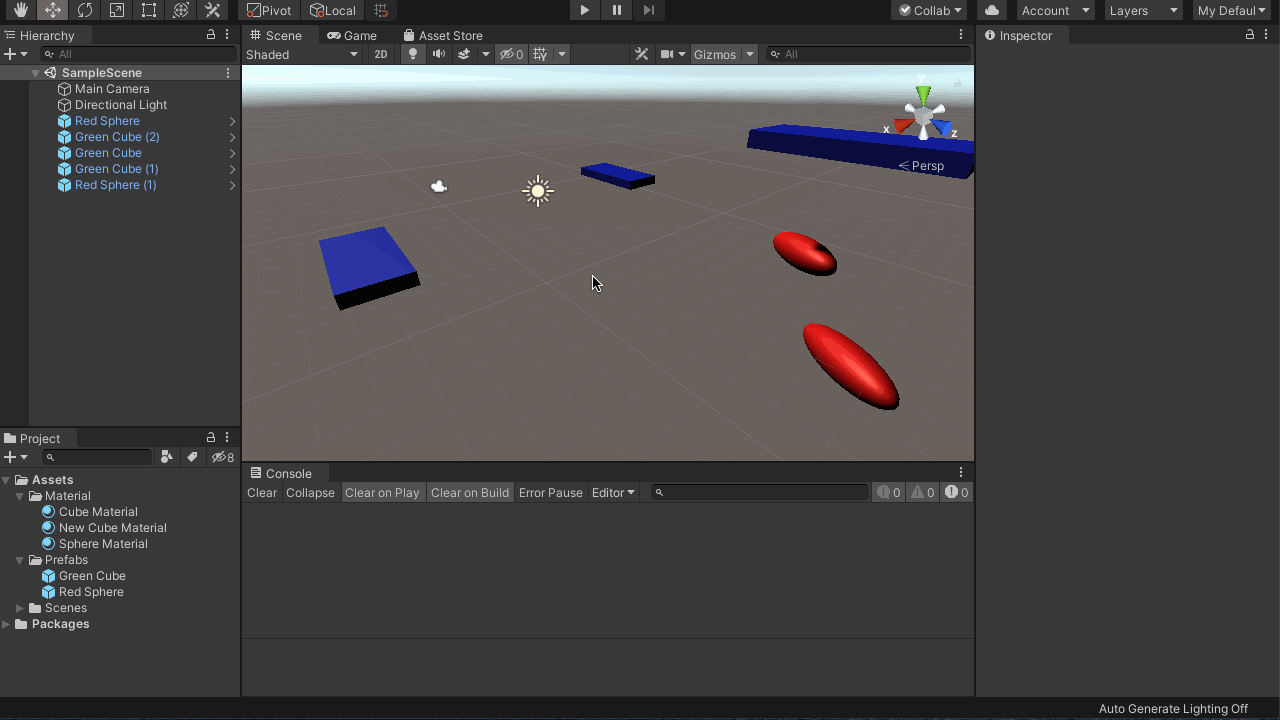 Pivot Local Collab Account Layers My Defaul
Hierarchy
All
SampleScene
Main Camera
Directional Light
Red Sphere
Green Cube (2)
Green Cube
Green Cube (1)
Red Sphere (1)
Scene Game Asset Store
Shaded 2D 0 Gizmos All
y
x z
Persp
Inspector
Project
8
Assets
Material
Cube Material
New Cube Material
Sphere Material
Prefabs
Green Cube
Red Sphere
Scenes
Packages
Console
Clear Collapse Clear on Play Clear on Build Error Pause Editor 0 0 0
Auto Generate Lighting Off